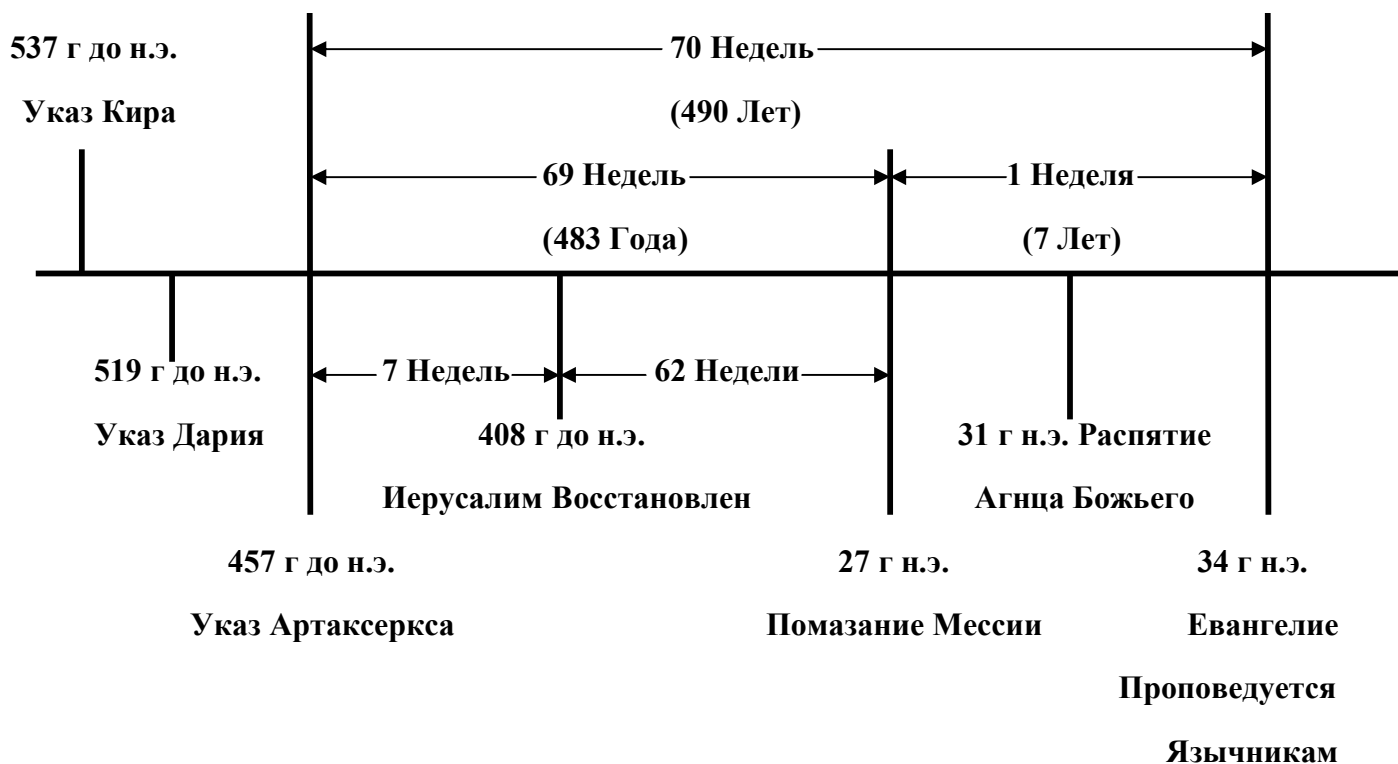 537 г до н.э.
Указ Кира
70 Недель
(490 Лет)
69 Недель
(483 Года)
1 Неделя
(7 Лет)
519 г до н.э.
Указ Дария
7 Недель
62 Недели
408 г до н.э.
Иерусалим Восстановлен
31 г н.э. Распятие
Агнца Божьего
457 г до н.э.
Указ Артаксеркса
27 г н.э.
Помазание Мессии
34 г н.э.
Евангелие
Проповедуется
Язычникам